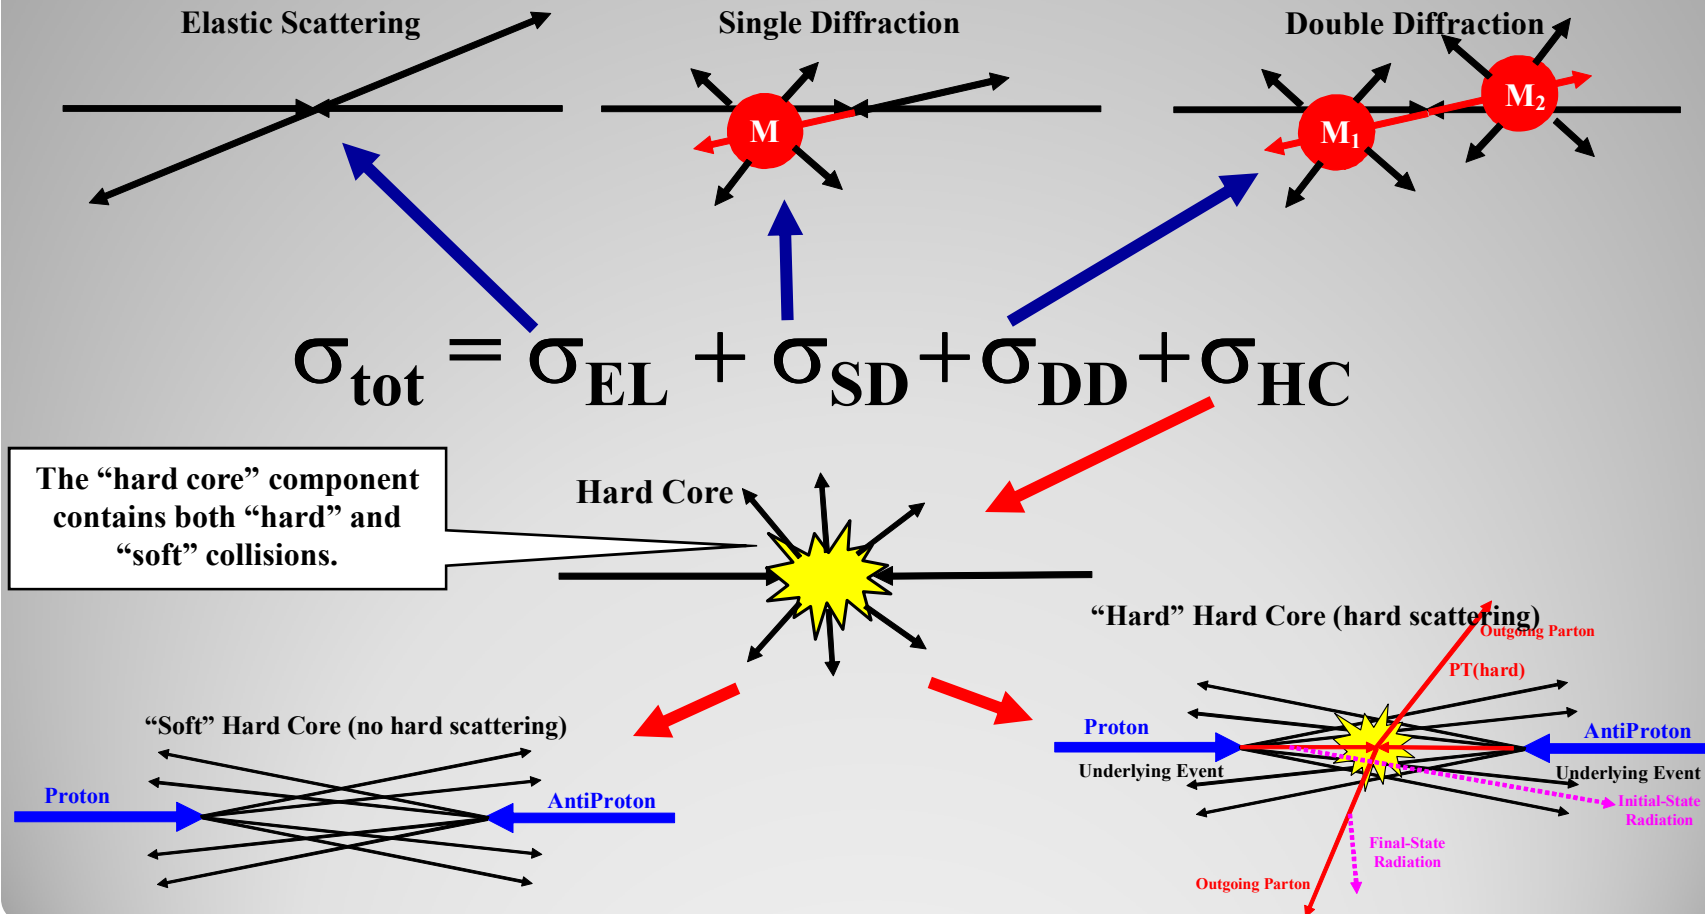 Elastic Scattering
Single Diffraction
Double Diffraction
M
M1
M2
σtot = σEL + σSD +σDD +σHC
The “hard core” component
contains both “hard” and
“soft” collisions.
Hard Core
“Hard” Hard Core (hard scattering)
Outgoing Parton
PT(hard)
Proton
AntiProton
Underlying Event
Underlying Event
Initial-State
Radiation
Final-State
Radiation
Outgoing Parton
“Soft” Hard Core (no hard scattering)
Proton
AntiProton